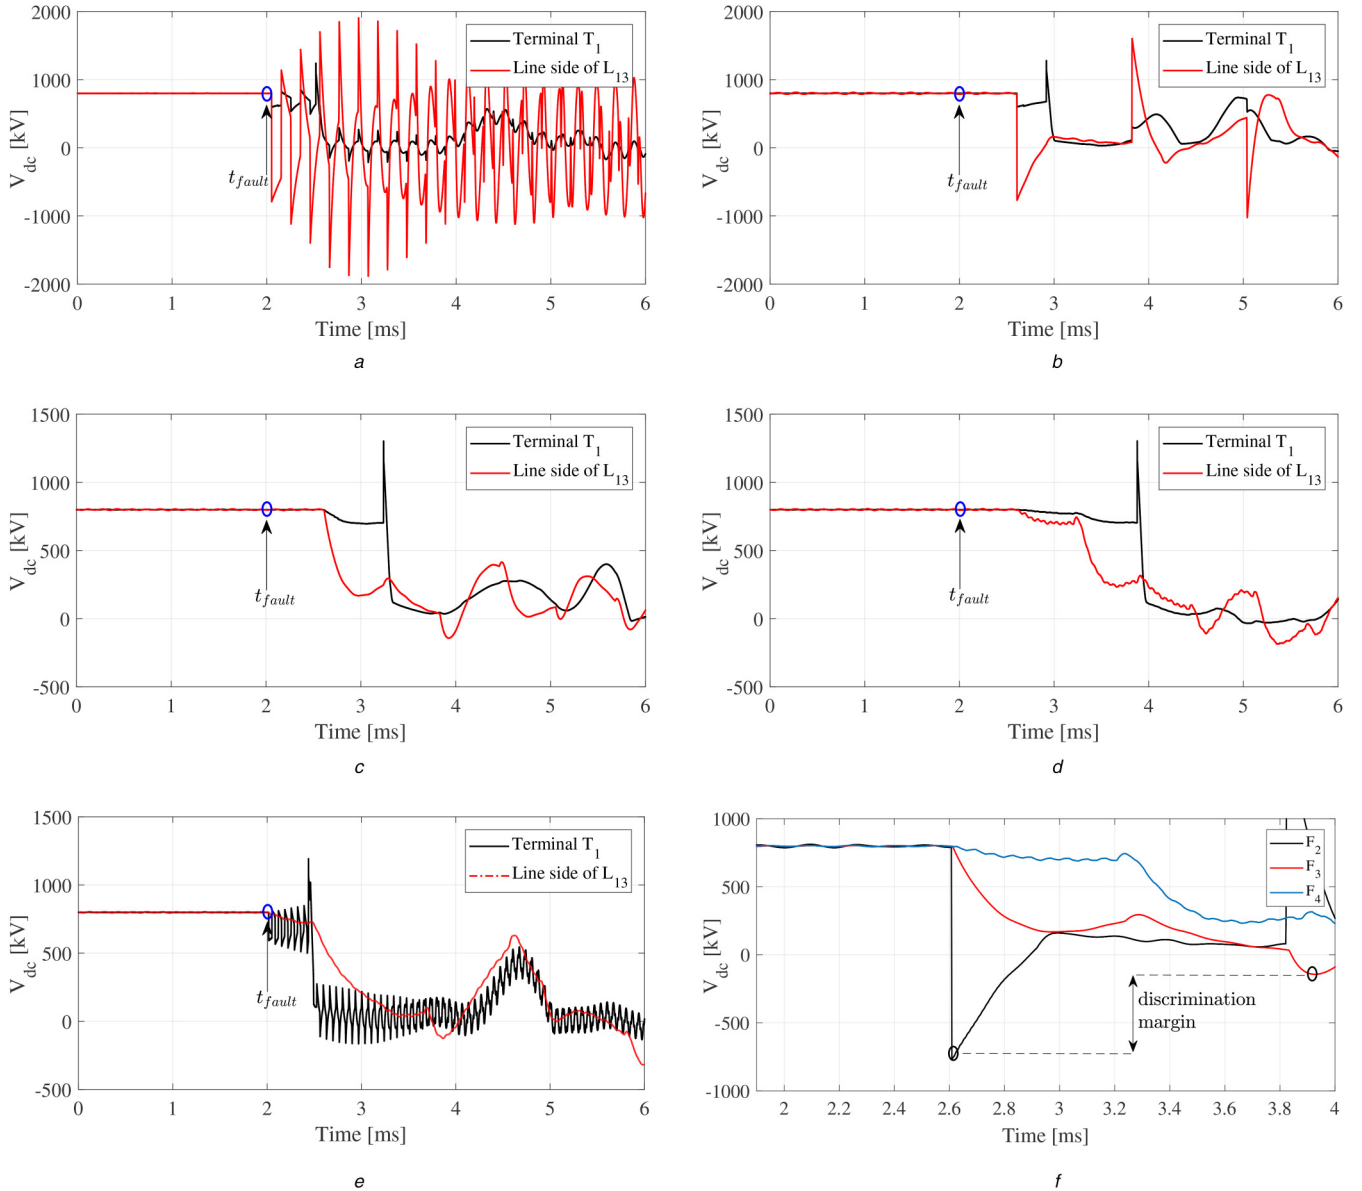 2000
1000
0
-1000
-2000
V_dc [kV]
Terminal T_1
Line side of L_13
t_fault
0 1 2 3 4 5 6
Time [ms]
a
2000
1000
0
-1000
-2000
V_dc [kV]
Terminal T_1
Line side of L_13
t_fault
0 1 2 3 4 5 6
Time [ms]
b
1500
1000
500
0
-500
V_dc [kV]
Terminal T_1
Line side of L_13
t_fault
0 1 2 3 4 5 6
Time [ms]
c
1500
1000
500
0
-500
V_dc [kV]
Terminal T_1
Line side of L_13
t_fault
0 1 2 3 4 5 6
Time [ms]
d
1500
1000
500
0
-500
V_dc [kV]
Terminal T_1
Line side of L_13
t_fault
0 1 2 3 4 5 6
Time [ms]
e
1000
500
0
-500
-1000
V_dc [kV]
F_2
F_3
F_4
discrimination
margin
2 2.2 2.4 2.6 2.8 3 3.2 3.4 3.6 3.8 4
Time [ms]
f